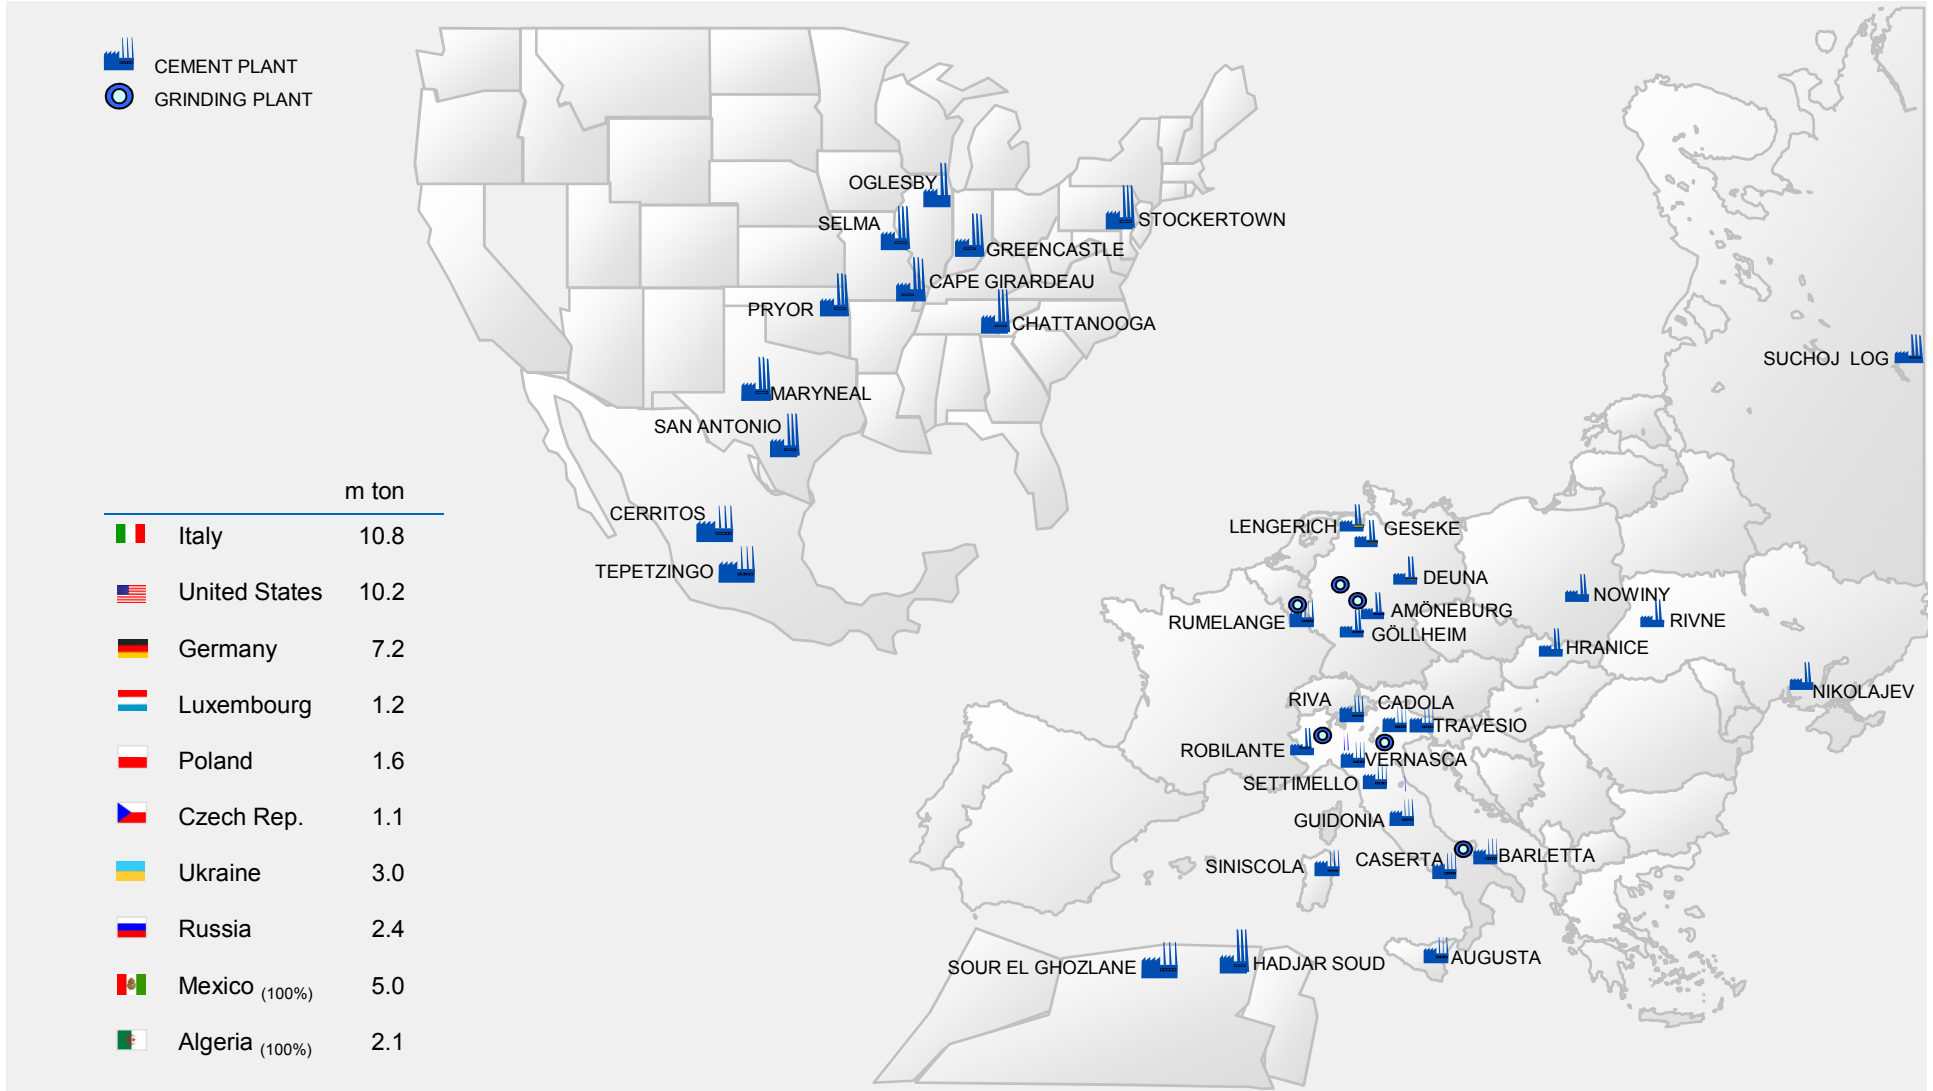 CEMENT PLANT
GRINDING PLANT
OGLESBY
SELMA
STOCKERTOWN
GREENCASTLE
CAPE GIRARDEAU
PRYOR
CHATTANOOGA
SUCHOJ LOG
MARYNEAL
SAN ANTONIO
CERRITOS
TEPETZINGO
m ton
Italy 10.8
United States 10.2
Germany 7.2
Luxembourg 1.2
Poland 1.6
Czech Rep. 1.1
Ukraine 3.0
Russia 2.4
Mexico (100%) 5.0
Algeria (100%) 2.1
LENGERICH
GESEKE
DEUNA
NOWINY
AMÖNEBURG
RUMELANGE
RIVNE
GÖLLHEIM
HRANICE
NIKOLAJEV
RIVA
CADOLA
TRAVESIO
ROBILANTE
VERNASCA
SETTIMELLO
GUIDONIA
SINISCOLA
CASERTA
BARLETTA
AUGUSTA
SOUR EL GHOZLANE
HADJAR SOUD